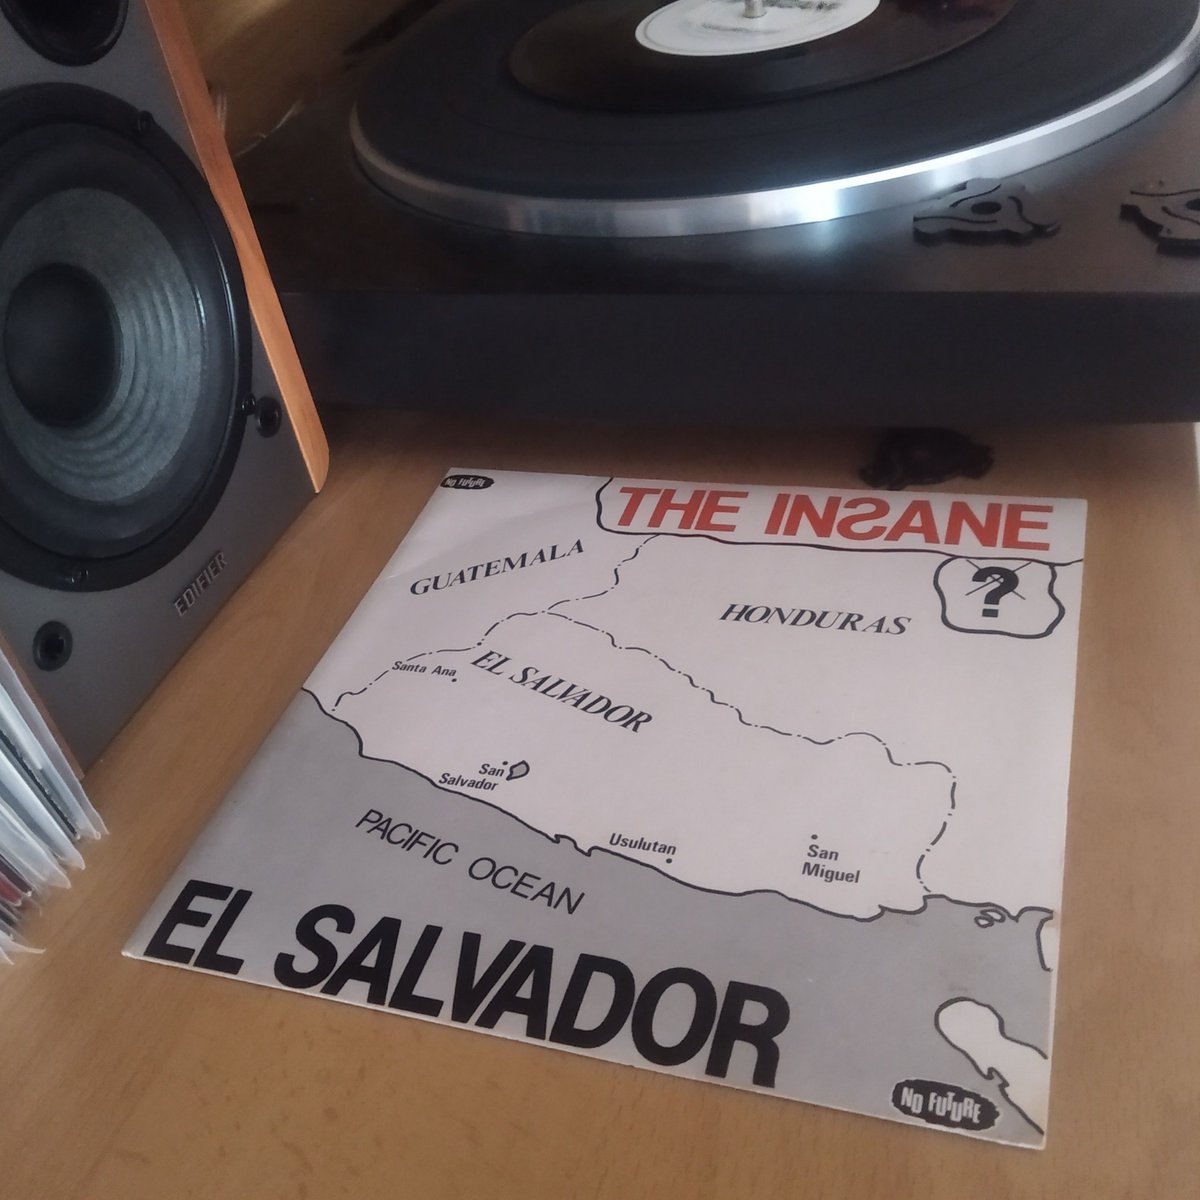 EDIFIER
NO FUTURE
THE INSANE
?
GUATEMALA
HONDURAS
Santa Ana
EL SALVADOR
San
Salvador
Usulutan
San
Miguel
PACIFIC OCEAN
EL SALVADOR
NO FUTURE